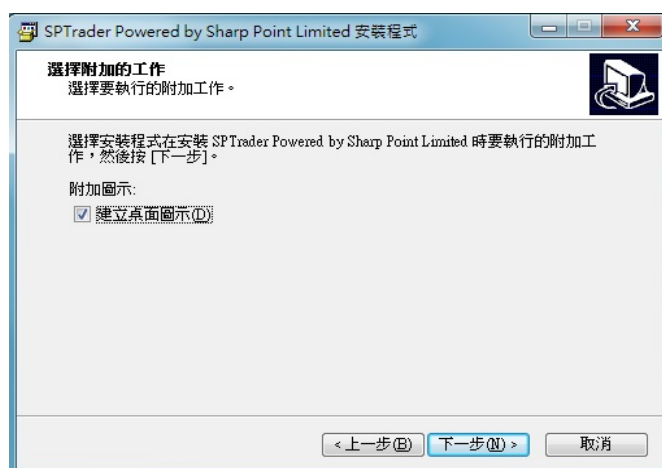 SPTrader Powered by Sharp Point Limited 安裝程式
選擇附加的工作
選擇要執行的附加工作。
選擇安裝程式在安裝 SPTrader Powered by Sharp Point Limited 時要執行的附加工
作，然後按 [下一步]。
附加圖示:
建立桌面圖示(D)
<上一步(B) 下一步(N)> 取消